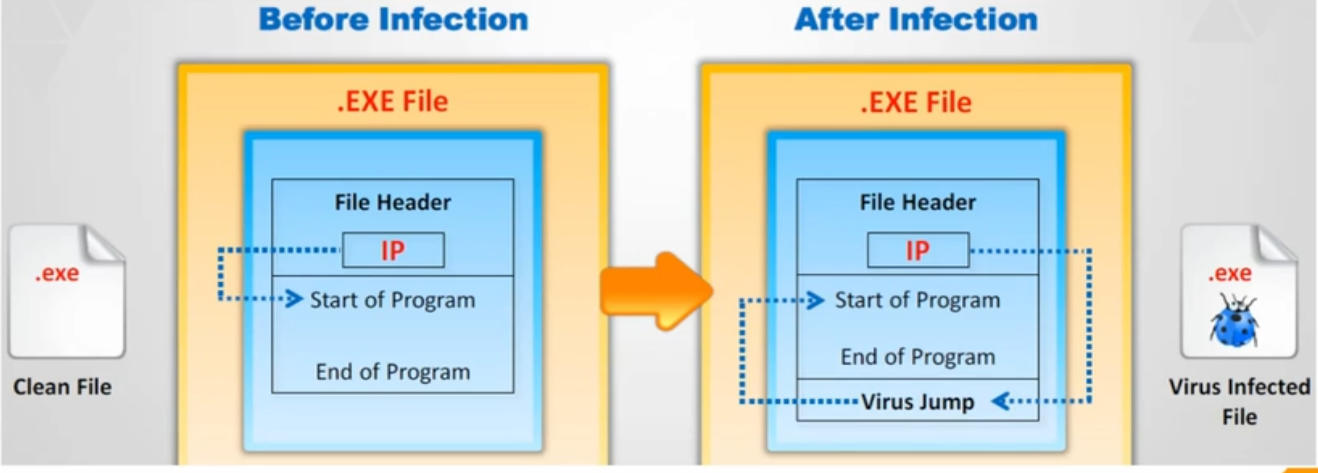 Before Infection
After Infection
.EXE File
.EXE File
File Header
IP
Start of Program
End of Program
File Header
IP
Start of Program
End of Program
Virus Jump
.exe
Clean File
.exe
Virus Infected
File